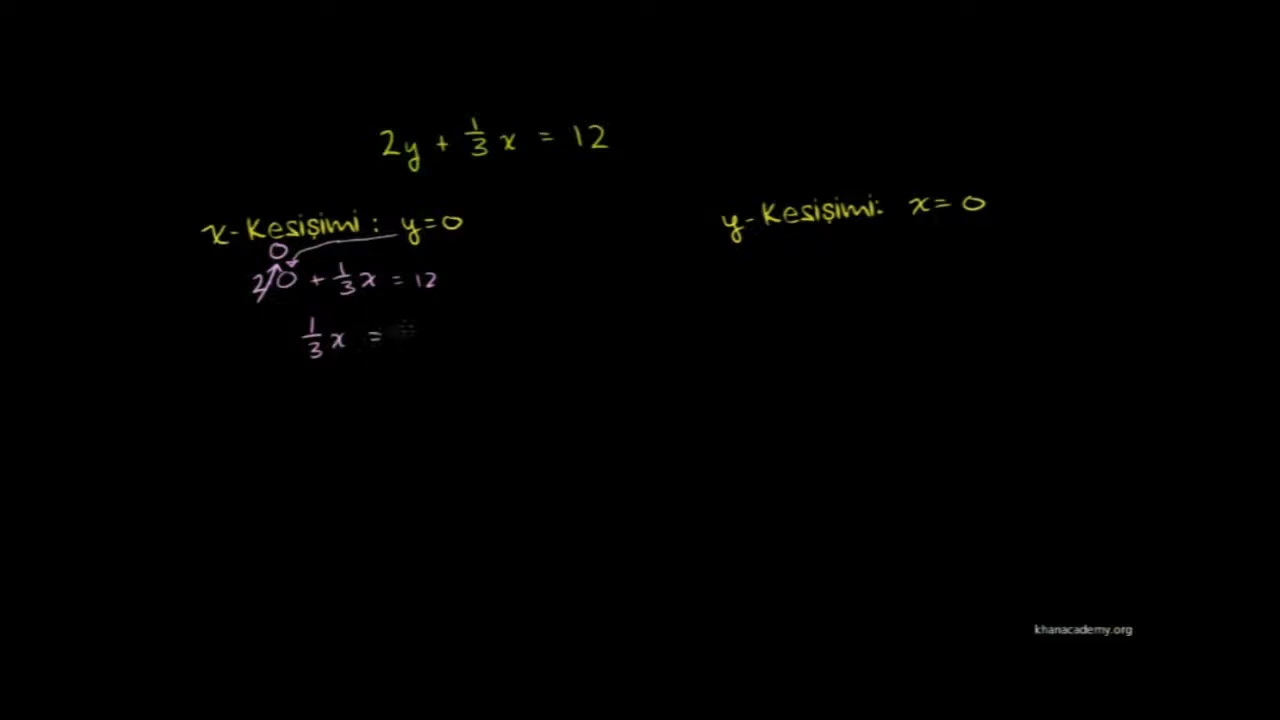 2y + 1/3 x = 12
x-Kesişimi: y=0
y-Kesişimi: x=0
0
2·0 + 1/3 x = 12
1/3 x =
khanacademy.org